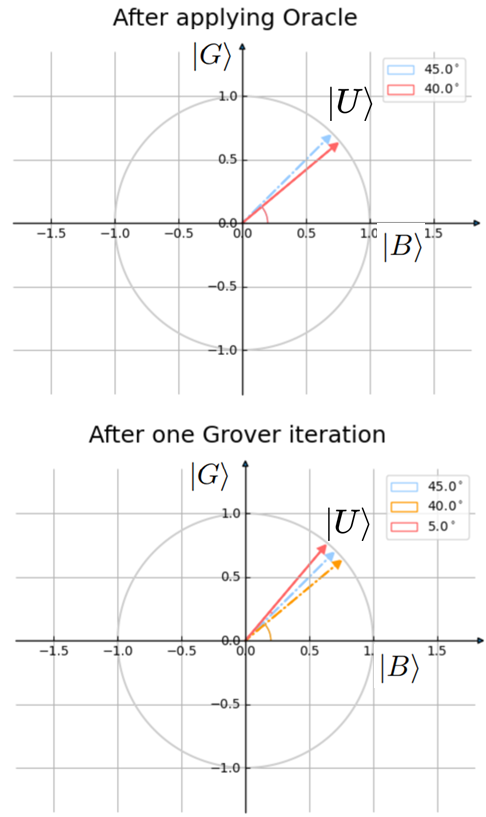 After applying Oracle
|G⟩
45.0°
40.0°
|U⟩
1.0
0.5
0.0
−1.5 −1.0 −0.5 0.0 0.5 1.0 1.5
|B⟩
−0.5
−1.0
After one Grover iteration
|G⟩
45.0°
40.0°
5.0°
|U⟩
1.0
0.5
0.0
−1.5 −1.0 −0.5 0.0 0.5 1. 1.5
|B⟩
−0.5
−1.0